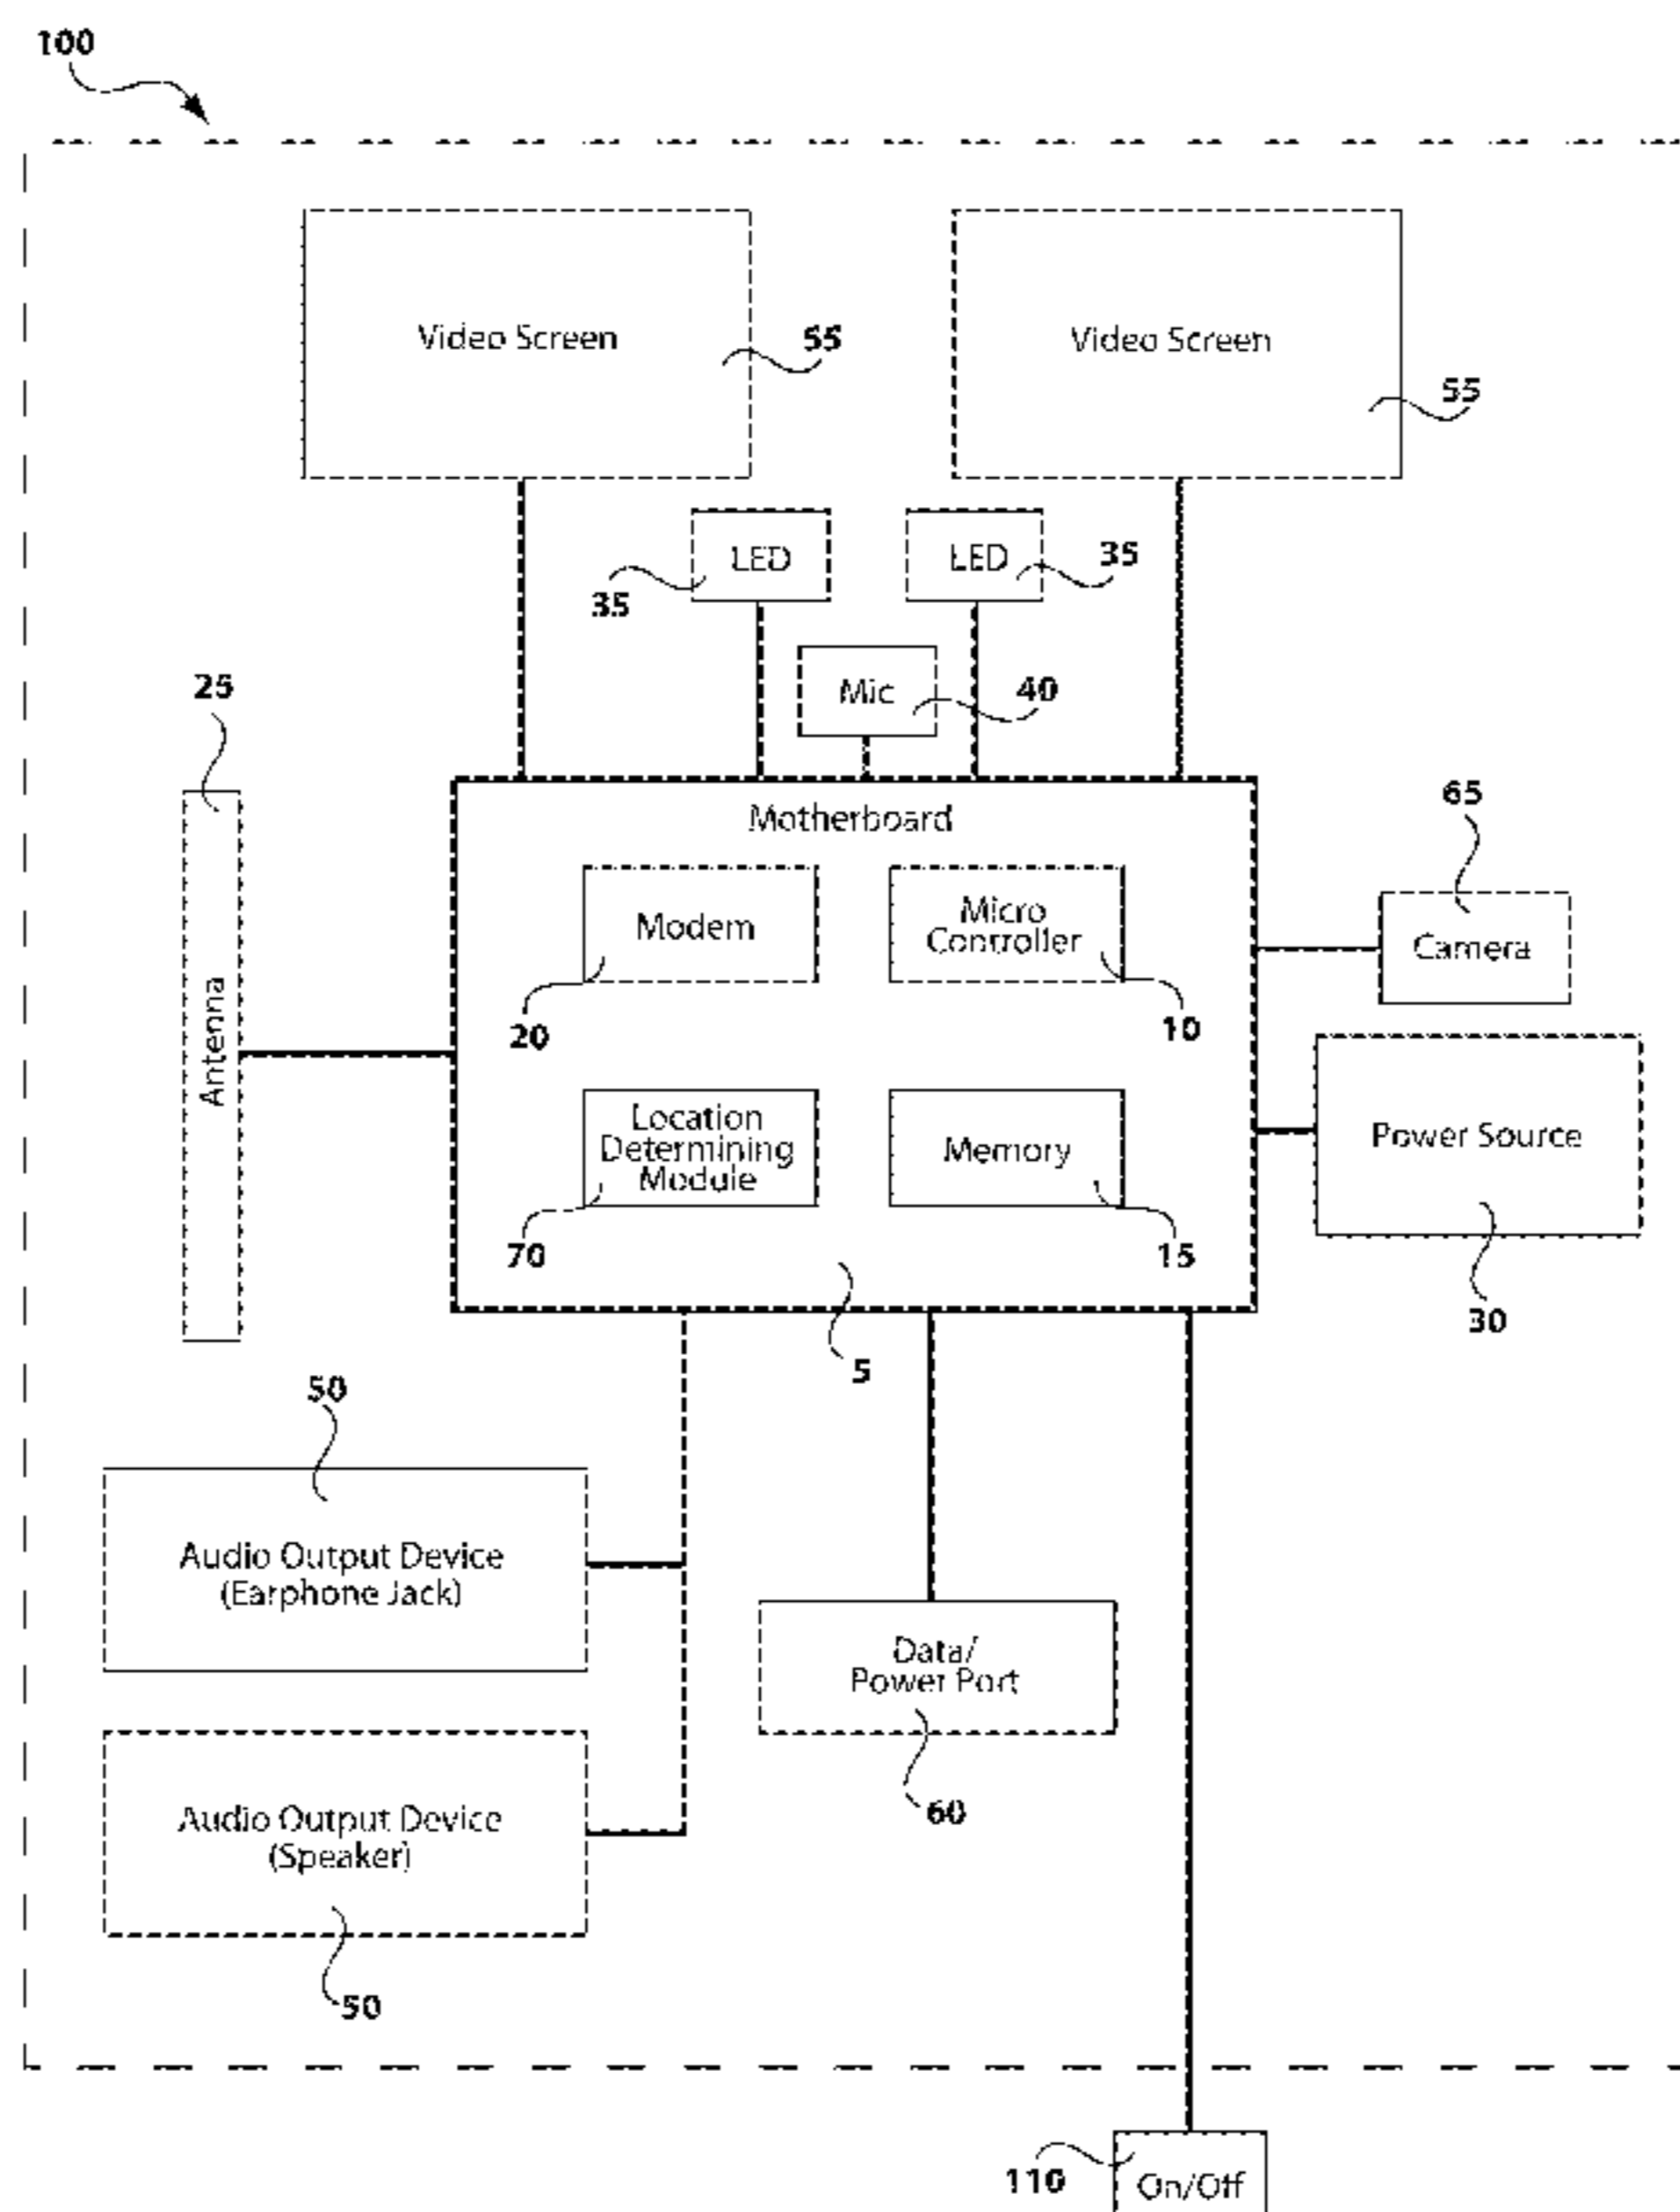 100
Video Screen
55
Video Screen
55
LED
35
LED
35
Mic
40
25
Antenna
Motherboard
Modem
20
Micro
Controller
10
Location
Determining
Module
70
Memory
15
5
65
Camera
Power Source
30
50
Audio Output Device
(Earphone Jack)
Audio Output Device
(Speaker)
50
Data/
Power Port
60
110
On/Off